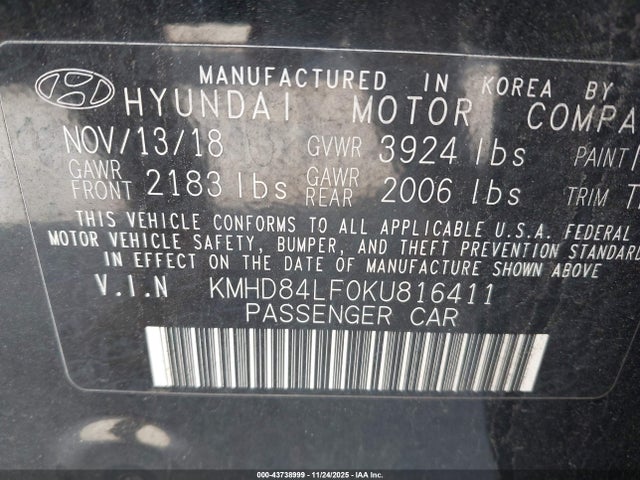 MANUFACTURED IN KOREA BY
HYUNDAI MOTOR COMPA
NOV/13/18 GVWR 3924 lbs PAINT
GAWR FRONT 2183 lbs GAWR REAR 2006 lbs TRIM T
THIS VEHICLE CONFORMS TO ALL APPLICABLE U.S.A. FEDERAL
MOTOR VEHICLE SAFETY, BUMPER, AND THEFT PREVENTION STANDARD
IN EFFECT ON THE DATE OF MANUFACTURE SHOWN ABOVE
V.I.N KMHD84LF0KU816411
PASSENGER CAR
000-43738999 - 11/24/2025 - IAA Inc.